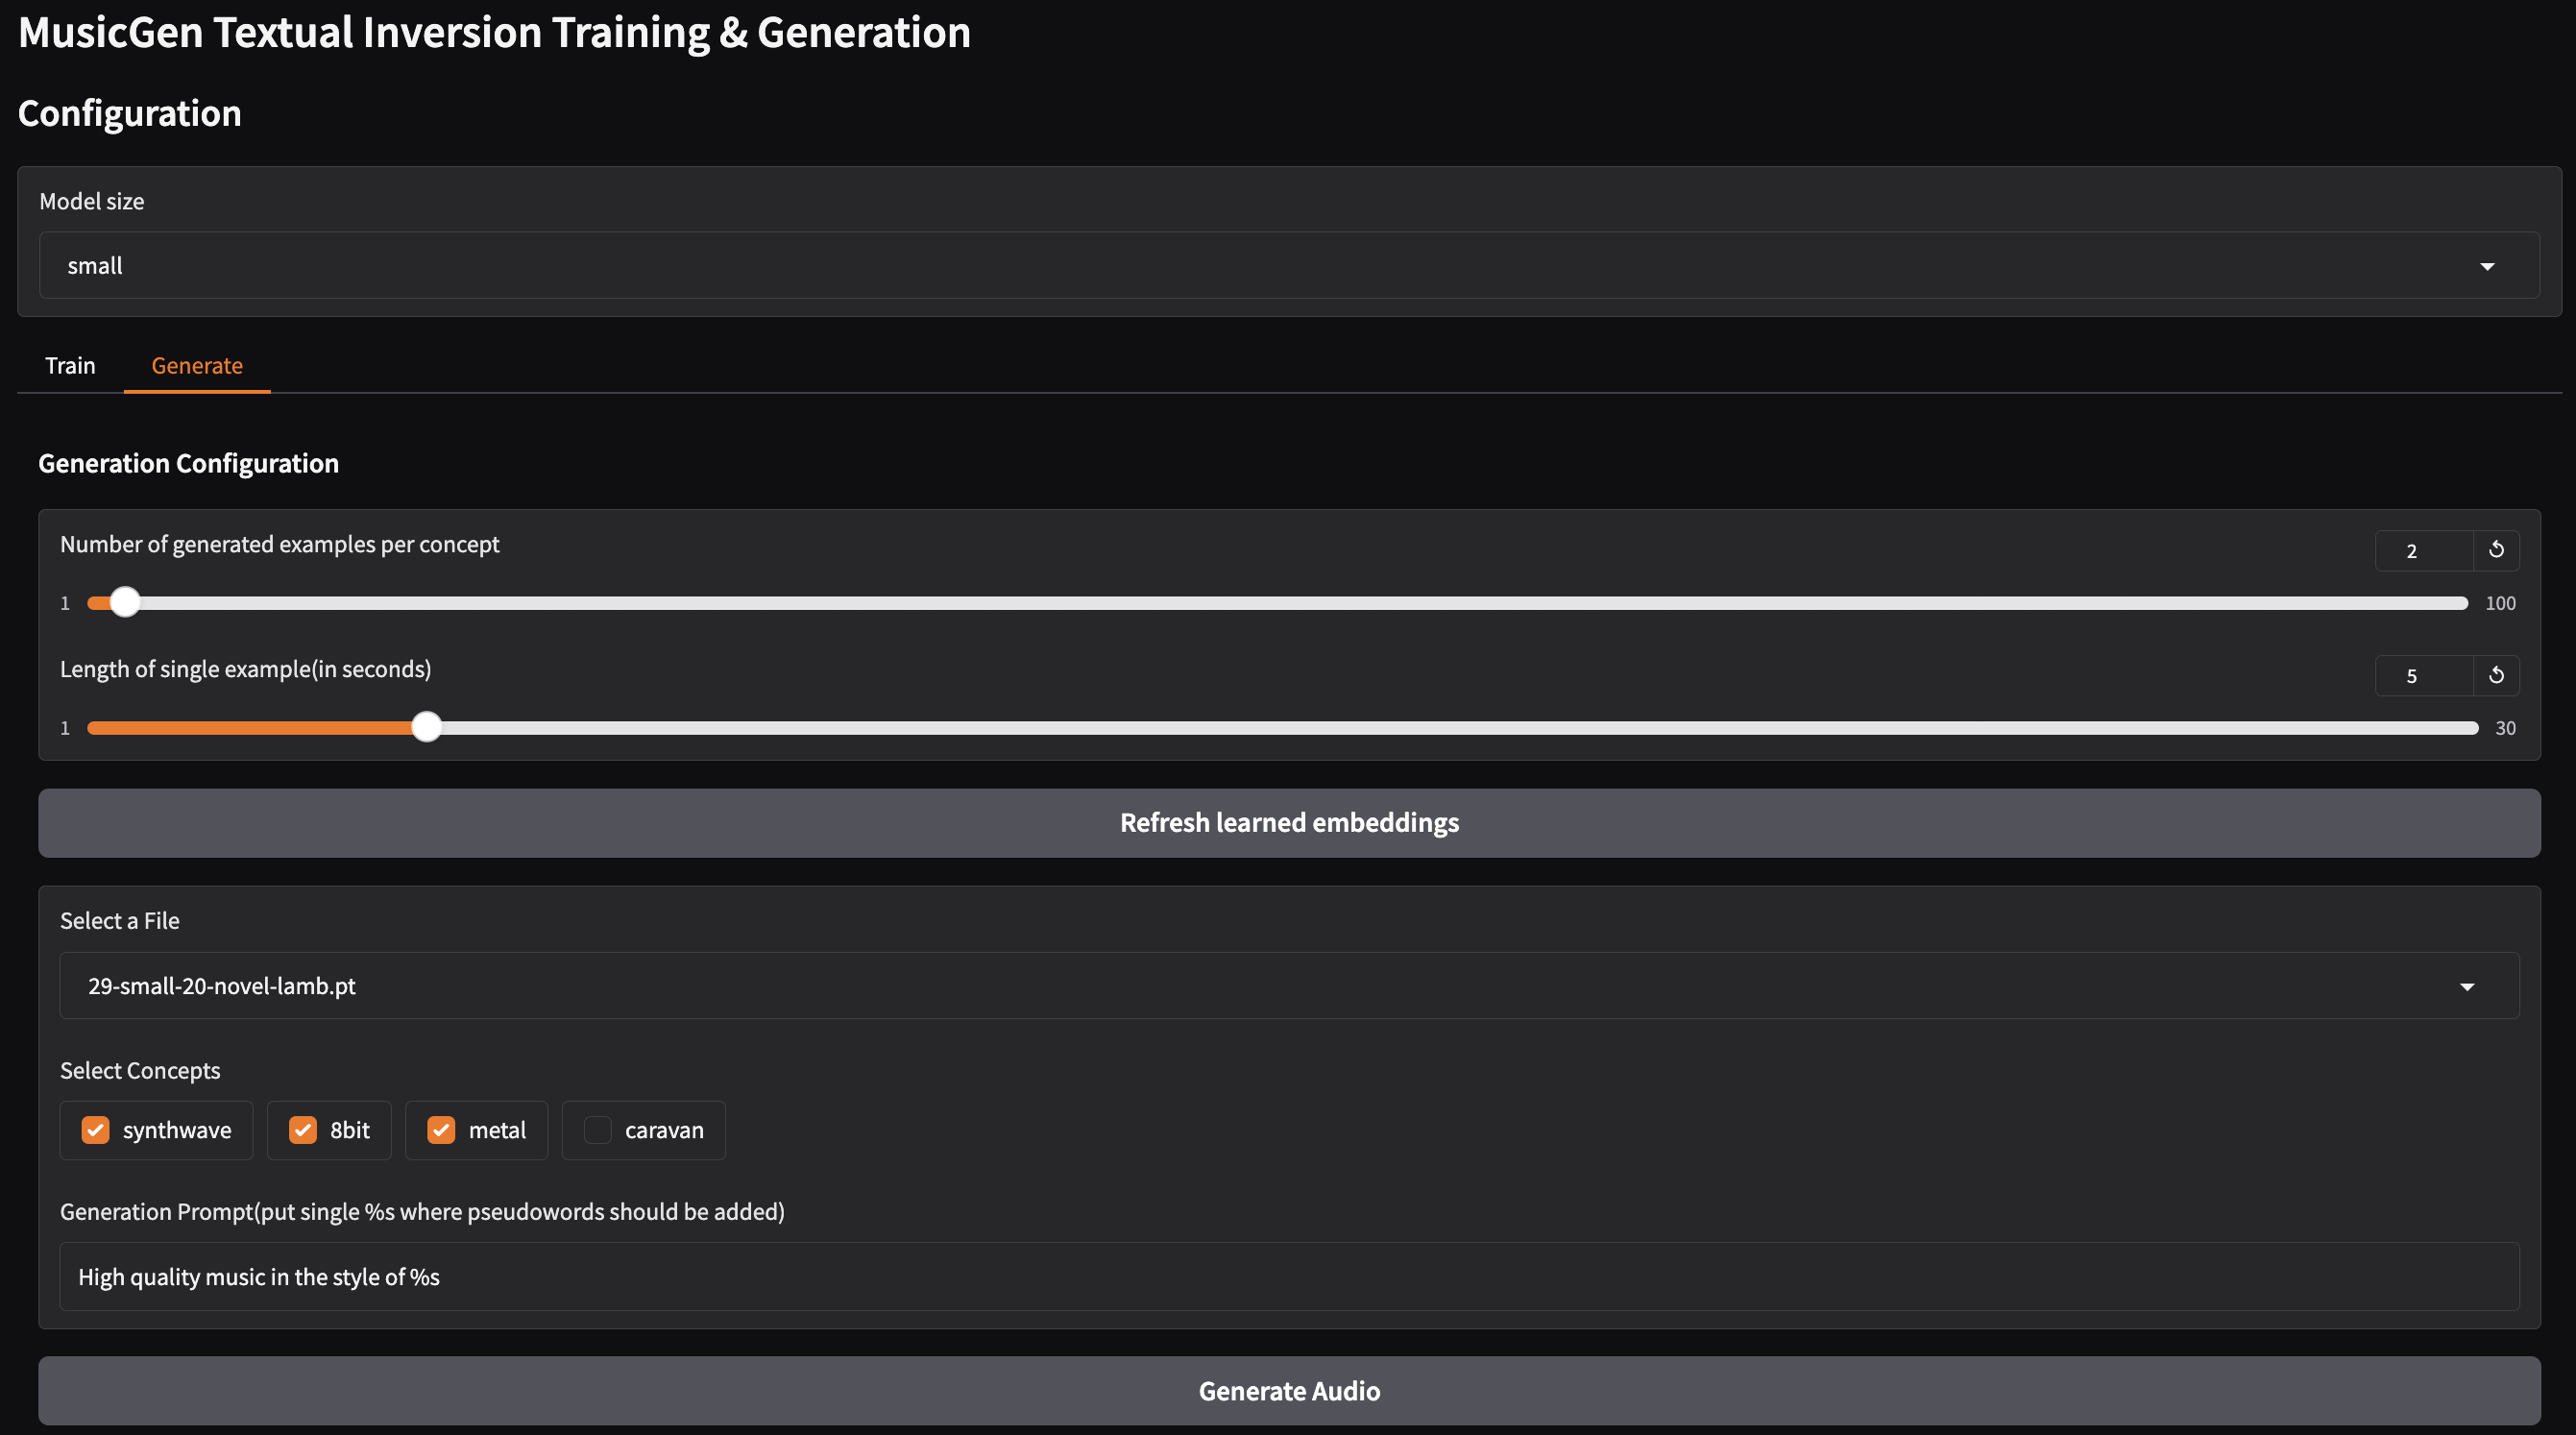 MusicGen Textual Inversion Training & Generation
Configuration
Model size
small
Train
Generate
Generation Configuration
Number of generated examples per concept
2
1
100
Length of single example(in seconds)
5
1
30
Refresh learned embeddings
Select a File
29-small-20-novel-lamb.pt
Select Concepts
synthwave
8bit
metal
caravan
Generation Prompt(put single %s where pseudowords should be added)
High quality music in the style of %s
Generate Audio